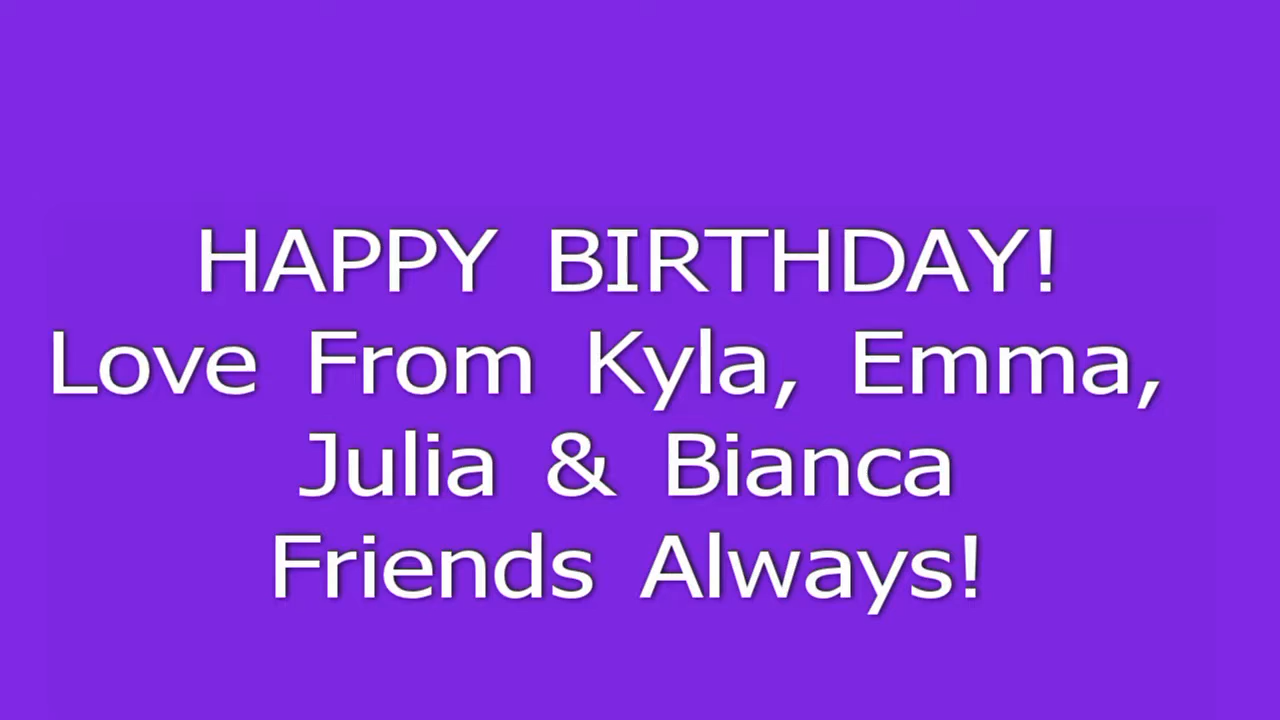 HAPPY BIRTHDAY!
Love From Kyla, Emma,
Julia & Bianca
Friends Always!